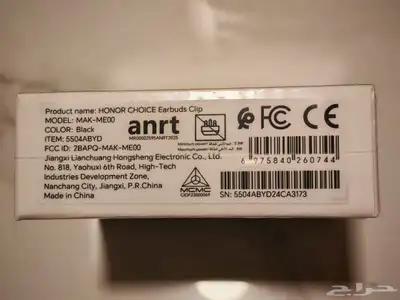 Product name: HONOR CHOICE Earbuds Clip
MODEL: MAK-ME00
COLOR: Black
ITEM: 5504ABYD
FCC ID: 2BAPQ-MAK-ME00
Jiangxi Lianchuang Hongsheng Electronic Co., Ltd.
No. 818, Yaohuxi 6th Road, High-Tech
Industries Development Zone,
Nanchang City, Jiangxi, P.R.China
Made in China
anrt
FC CE
MCMC
6 975840 260744
SN: 5504ABYD24CA3173
حراج